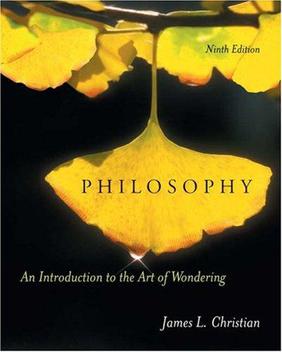 Ninth Edition
PHILOSOPHY
An Introduction to the Art of Wondering
James L. Christian